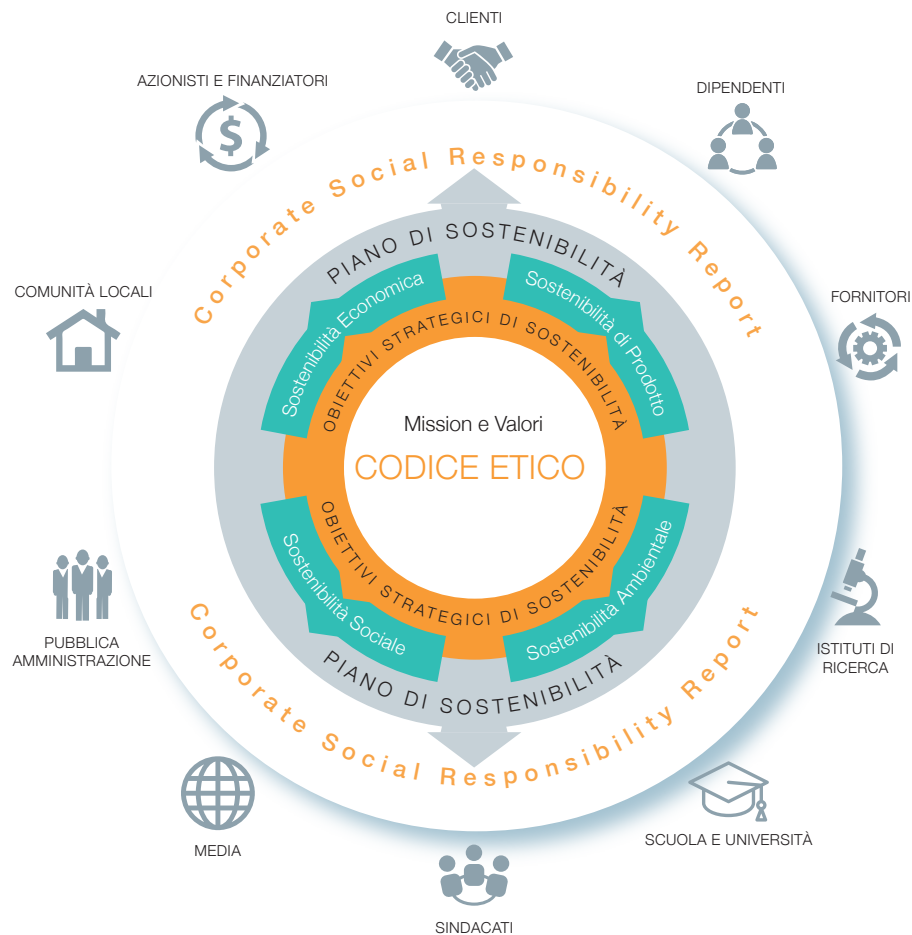 CLIENTI
AZIONISTI E FINANZIATORI
DIPENDENTI
COMUNITÀ LOCALI
FORNITORI
Corporate Social Responsibility Report
PIANO DI SOSTENIBILITÀ
Sostenibilità Economica
Sostenibilità di Prodotto
OBIETTIVI STRATEGICI DI SOSTENIBILITÀ
Mission e Valori
CODICE ETICO
OBIETTIVI STRATEGICI DI SOSTENIBILITÀ
Sostenibilità Sociale
Sostenibilità Ambientale
PIANO DI SOSTENIBILITÀ
Corporate Social Responsibility Report
PUBBLICA
AMMINISTRAZIONE
ISTITUTI DI
RICERCA
MEDIA
SCUOLA E UNIVERSITÀ
SINDACATI